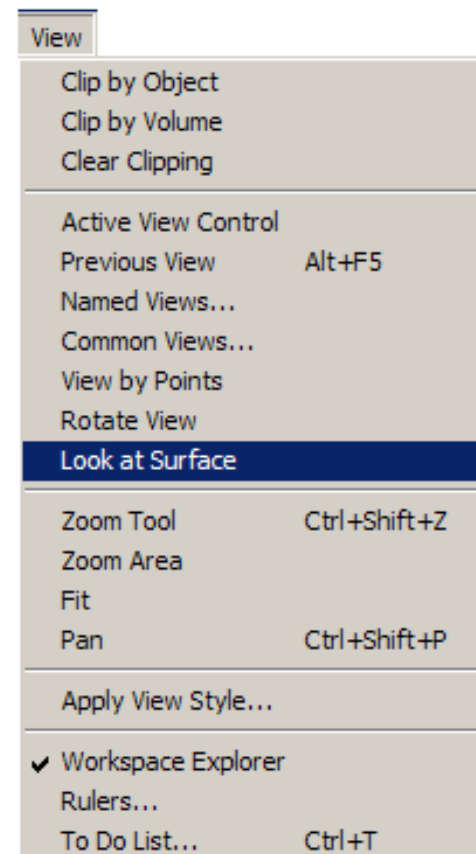 View
Clip by Object
Clip by Volume
Clear Clipping
Active View Control
Previous View Alt+F5
Named Views...
Common Views...
View by Points
Rotate View
Look at Surface
Zoom Tool Ctrl+Shift+Z
Zoom Area
Fit
Pan Ctrl+Shift+P
Apply View Style...
Workspace Explorer
Rulers...
To Do List... Ctrl+T